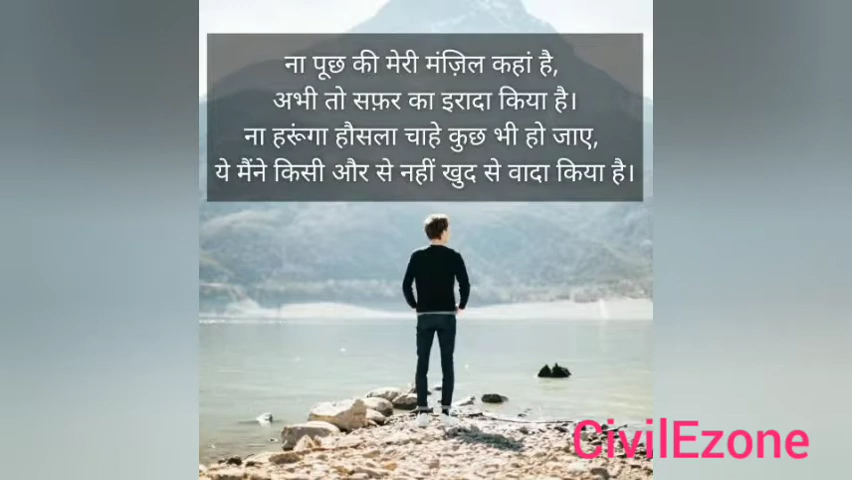 ना पूछ की मेरी मंज़िल कहां है,
अभी तो सफ़र का इरादा किया है।
ना हरूंगा हौसला चाहे कुछ भी हो जाए,
ये मैंने किसी और से नहीं खुद से वादा किया है।
CivilEzone